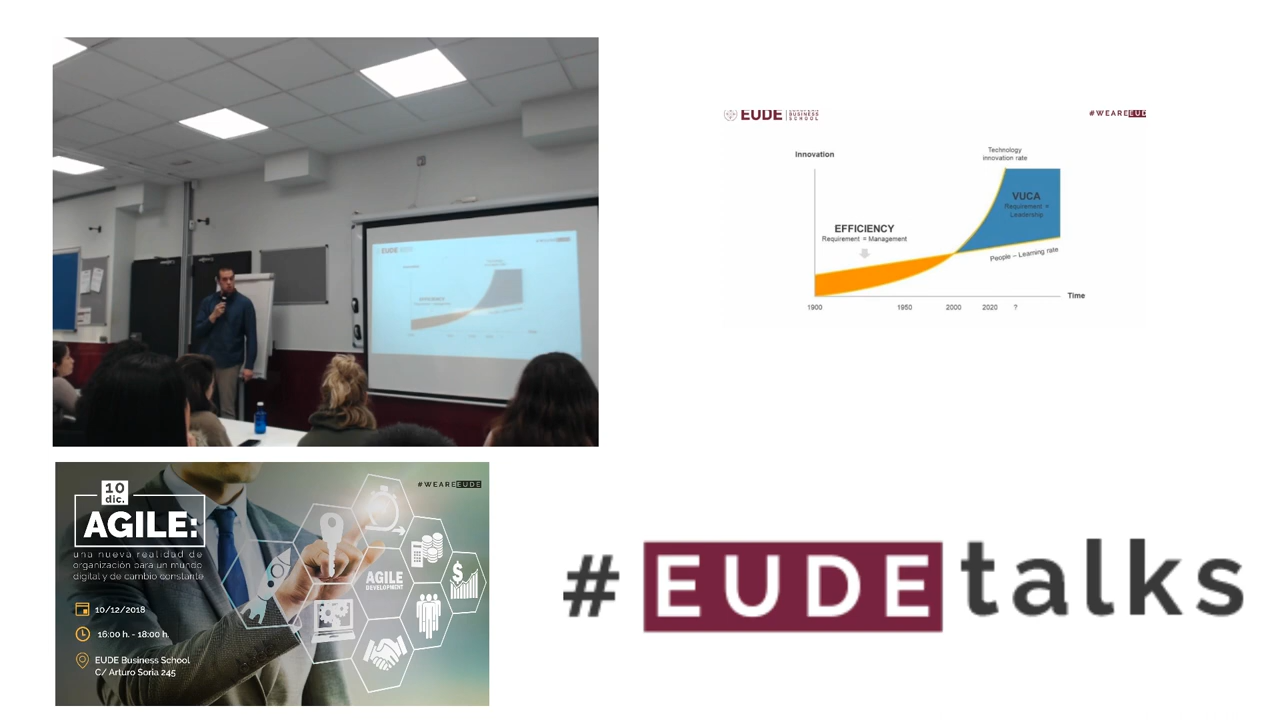 EUDE BUSINESS SCHOOL
#WEAREEUDE
Innovation
Technology
innovation rate
VUCA
Requirement =
Leadership
EFFICIENCY
Requirement = Management
People – Learning rate
Time
1900
1950
2000
2020
?
EUDE
EFFICIENCY
10
dic.
AGILE:
una nueva realidad de
organización para un mundo
digital y de cambio constante
10/12/2018
16:00 h. - 18:00 h.
EUDE Business School
C/ Arturo Soria 245
#WEAREEUDE
AGILE
DEVELOPMENT
#EUDEtalks